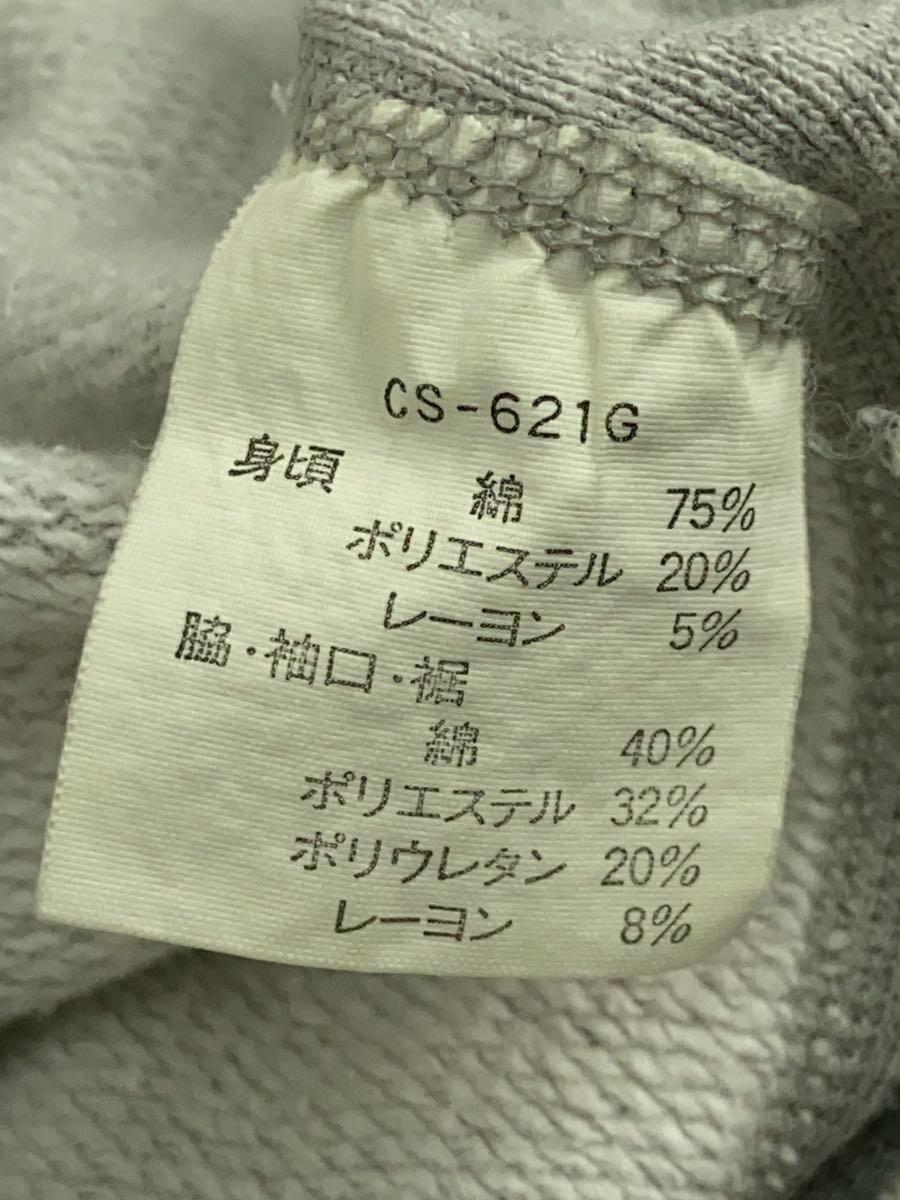 CS-621G
身頃 綿 75%
ポリエステル 20%
レーヨン 5%
脇・袖口・裾
綿 40%
ポリエステル 32%
ポリウレタン 20%
レーヨン 8%